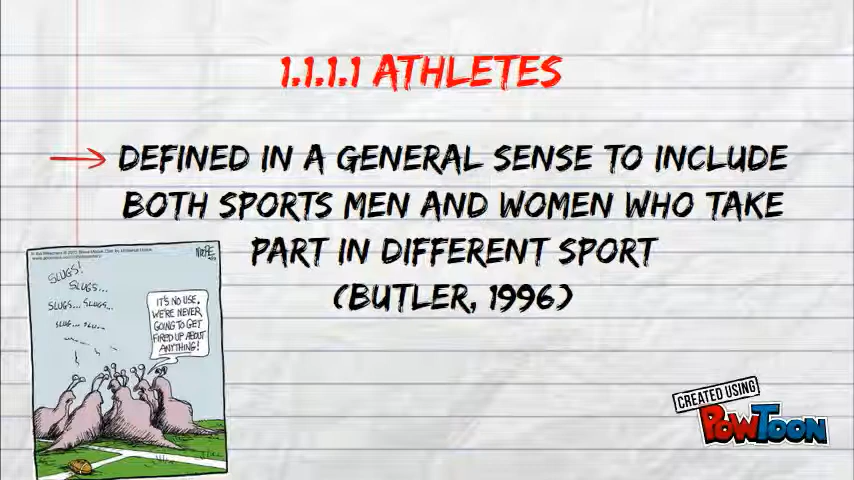 1.1.1.1 ATHLETES
DEFINED IN A GENERAL SENSE TO INCLUDE
BOTH SPORTS MEN AND WOMEN WHO TAKE
PART IN DIFFERENT SPORT
(BUTLER, 1996)
SLUGS!
SLUGS...
SLUGS... SLUGS...
SLUG... SLU...
IT'S NO USE.
WE'RE NEVER
GOING TO GET
FIRED UP ABOUT
ANYTHING!
CREATED USING
POWTOON